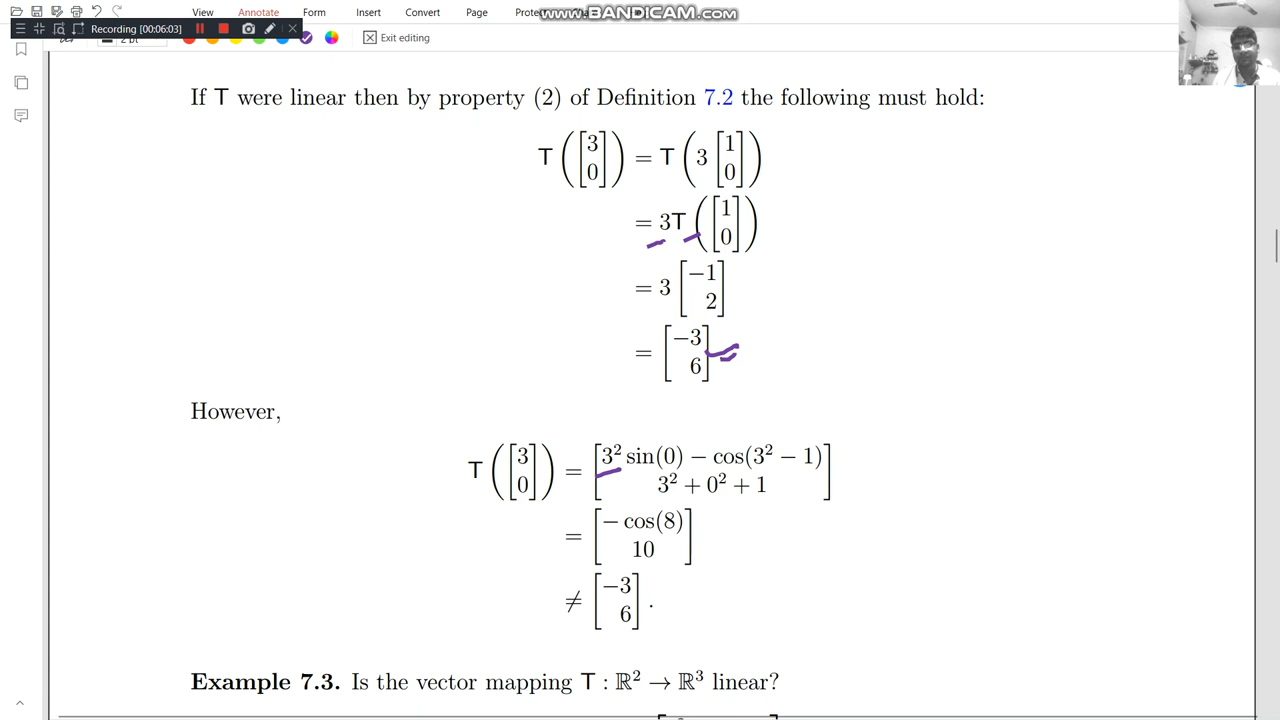 View Annotate Form Insert Convert Page Prote
www.BANDICAM.com
Recording [00:06:03]
2 pt
Exit editing
If T were linear then by property (2) of Definition 7.2 the following must hold:
T([3 0]) = T(3 [1 0])
= 3T([1 0])
= 3 [−1 2]
= [−3 6]
However,
T([3 0]) = [3² sin(0) − cos(3² − 1) 3² + 0² + 1]
= [− cos(8) 10]
≠ [−3 6].
Example 7.3. Is the vector mapping T : ℝ² → ℝ³ linear?